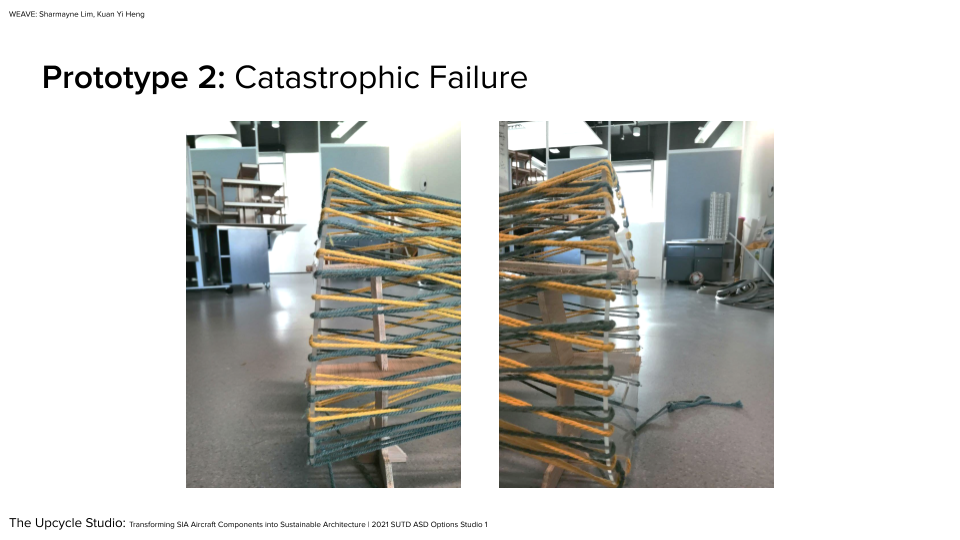 WEAVE: Sharmayne Lim, Kuan Yi Heng
Prototype 2: Catastrophic Failure
The Upcycle Studio: Transforming SIA Aircraft Components into Sustainable Architecture | 2021 SUTD ASD Options Studio 1